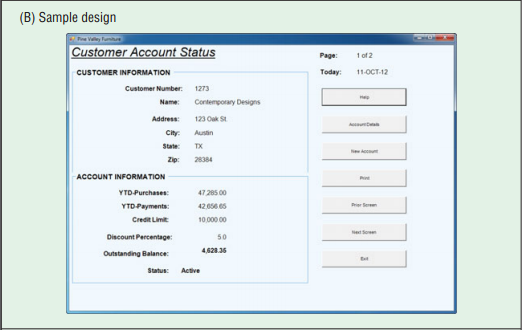 (B) Sample design
Pine Valley Furniture
Customer Account Status
Page: 1 of 2
CUSTOMER INFORMATION
Today: 11-OCT-12
Customer Number: 1273
Name: Contemporary Designs
Address: 123 Oak St.
City: Austin
State: TX
Zip: 28384
ACCOUNT INFORMATION
YTD-Purchases: 47,285.00
YTD-Payments: 42,656.65
Credit Limit: 10,000.00
Discount Percentage: 5.0
Outstanding Balance: 4,628.35
Status: Active
Help
Account Details
New Account
Print
Prior Screen
Next Screen
Exit